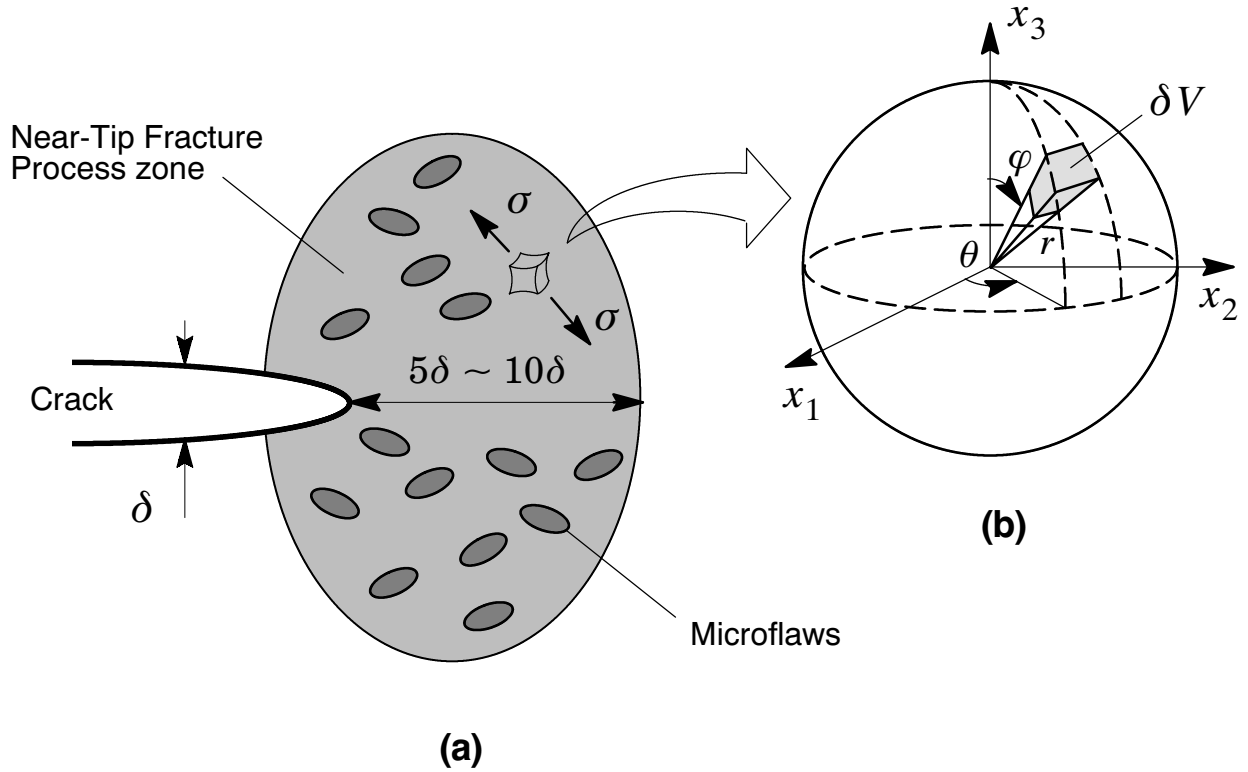 Near-Tip Fracture
Process zone
σ
σ
5δ ~ 10δ
Crack
δ
Microflaws
(a)
x₃
δV
φ
θ
r
x₂
x₁
(b)